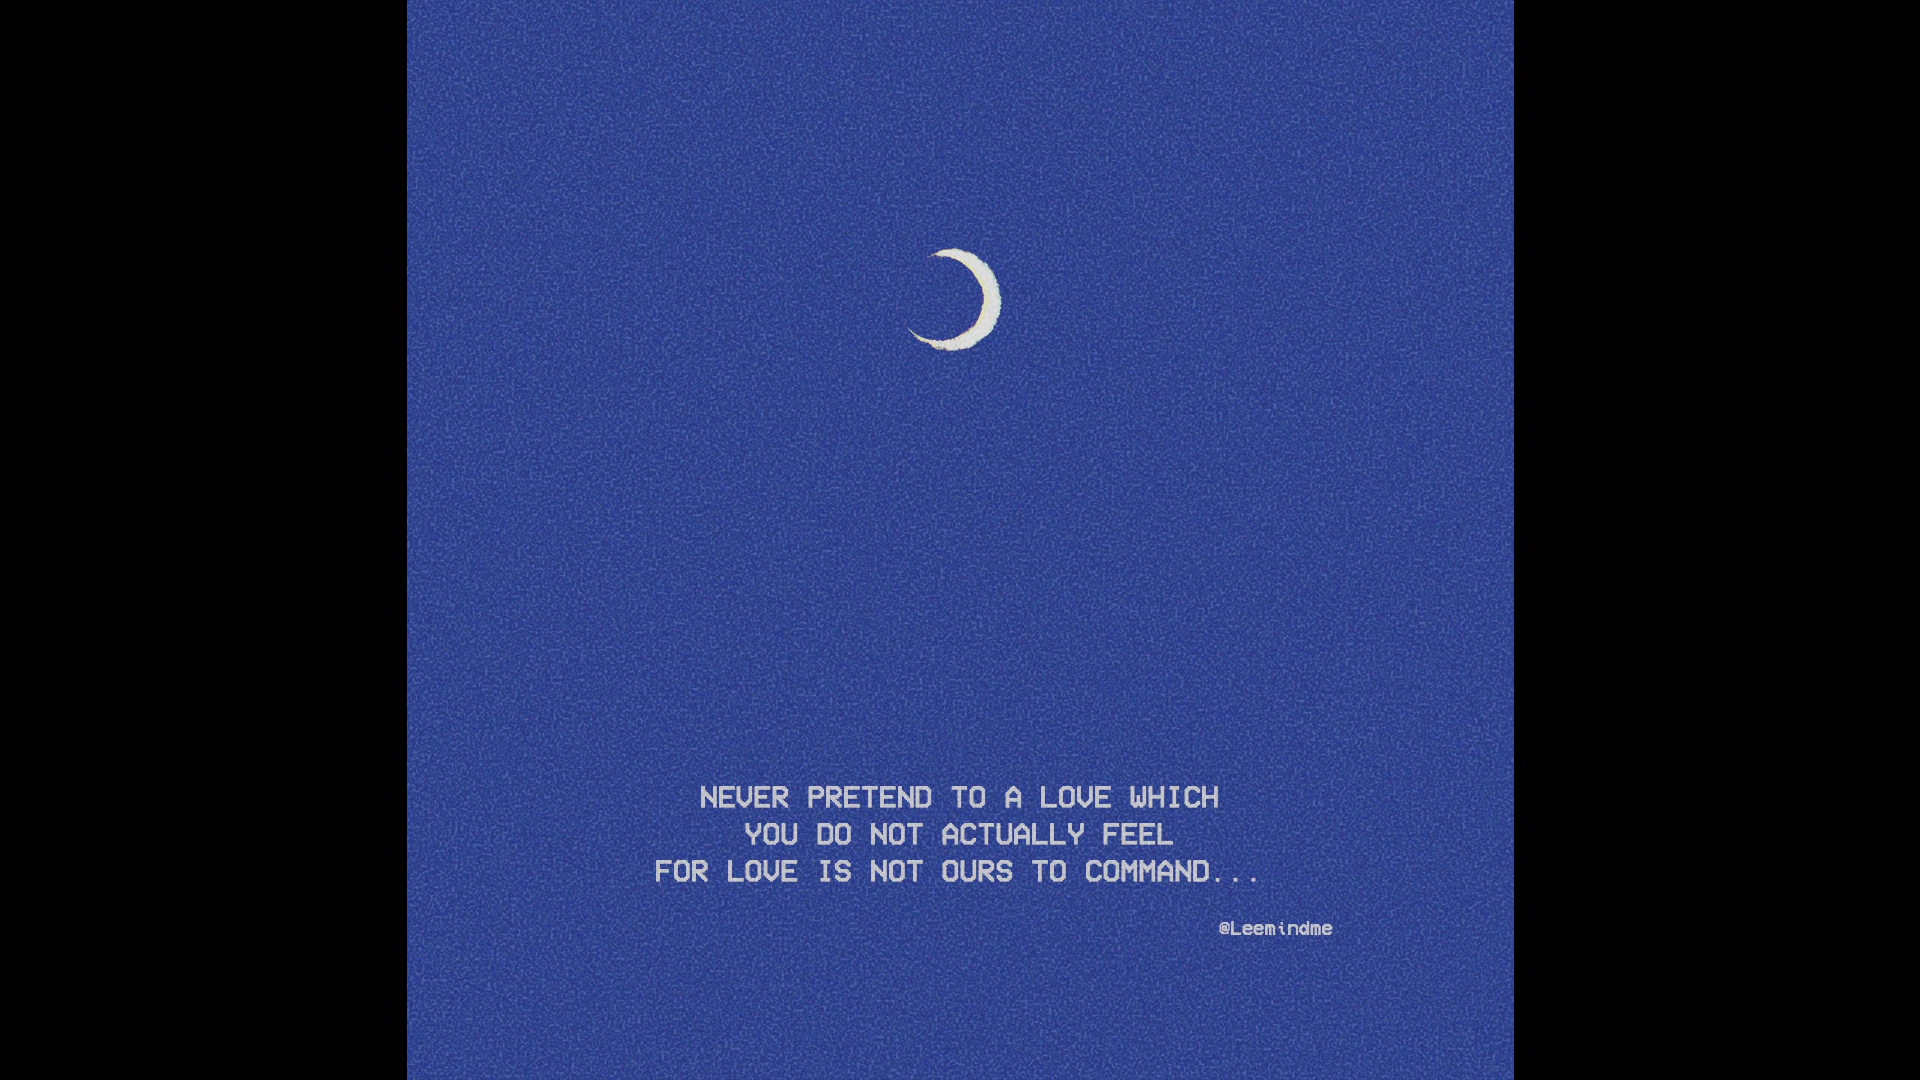 NEVER PRETEND TO A LOVE WHICH
YOU DO NOT ACTUALLY FEEL
FOR LOVE IS NOT OURS TO COMMAND...
@Leemindme